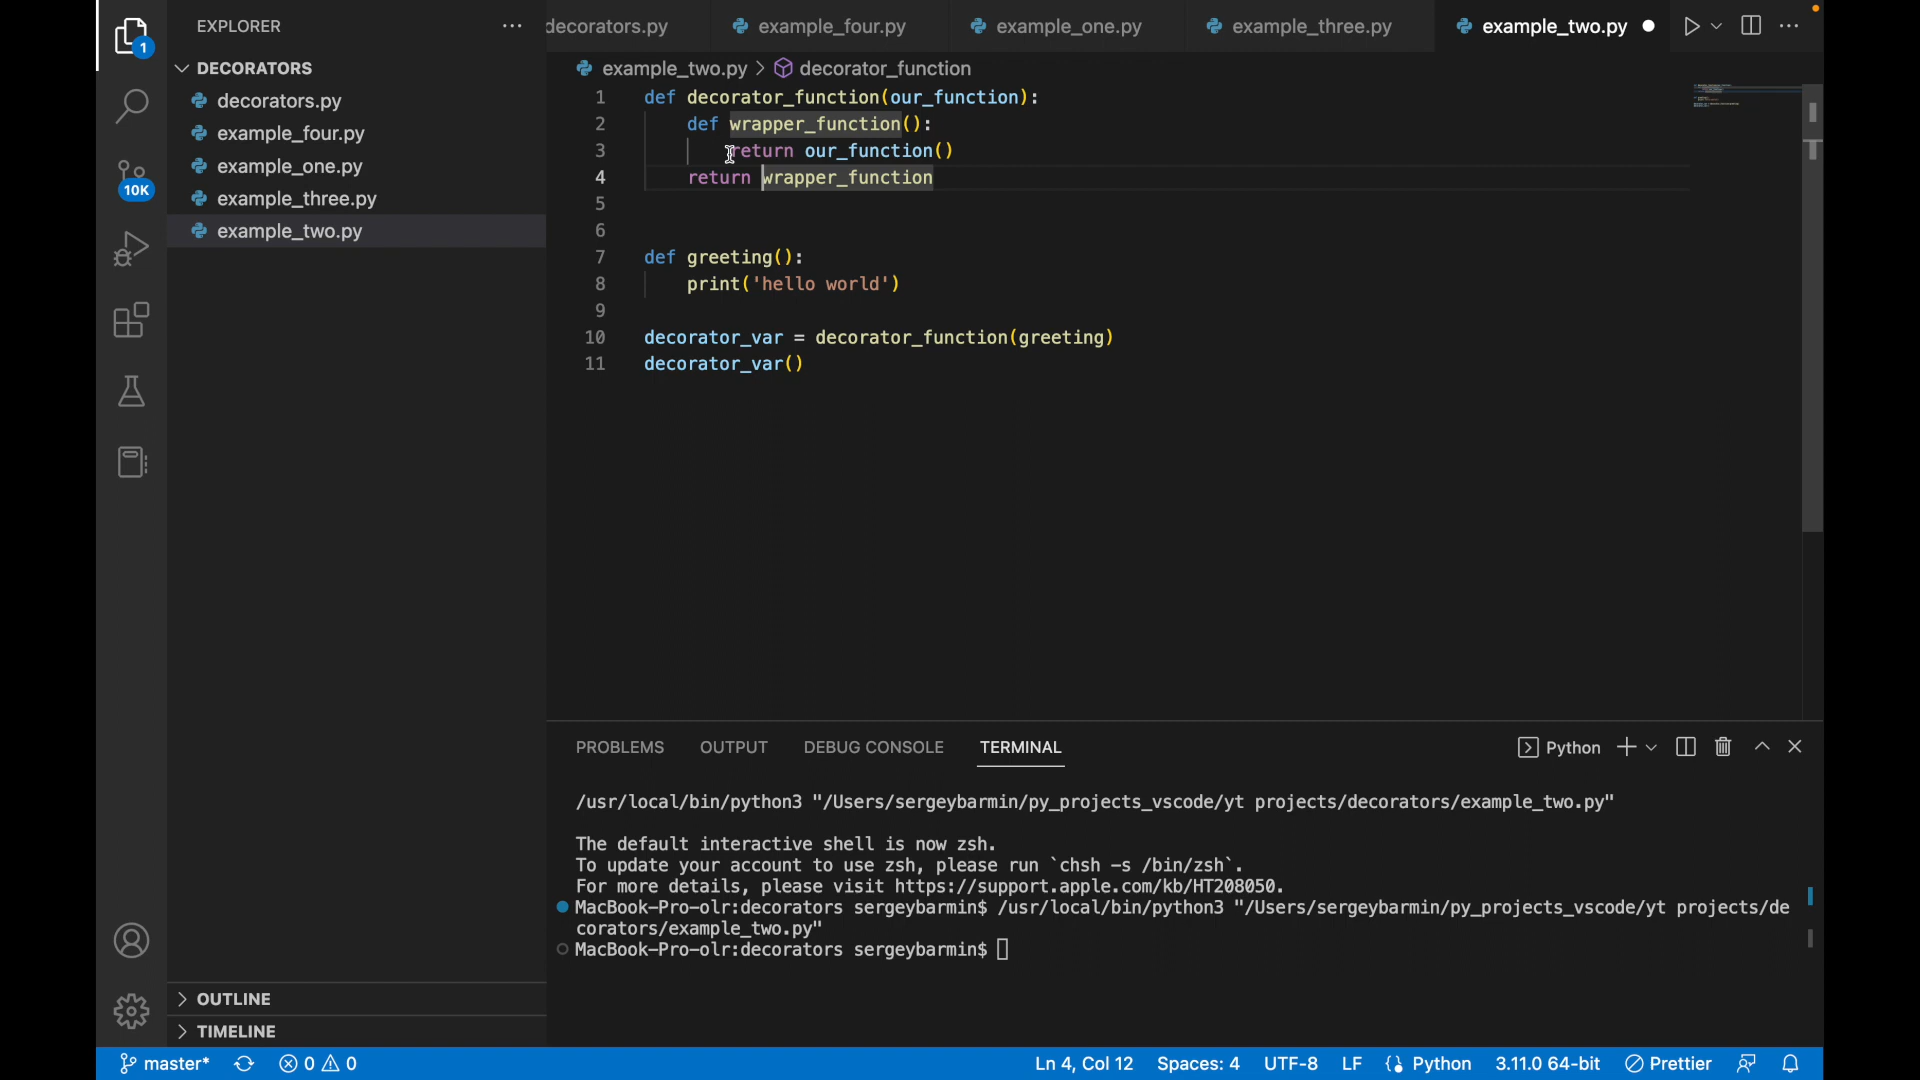 EXPLORER
DECORATORS
decorators.py
example_four.py
example_one.py
example_three.py
example_two.py
1
10K
decorators.py
example_four.py
example_one.py
example_three.py
example_two.py
example_two.py > decorator_function
1 def decorator_function(our_function):
2 def wrapper_function():
3 return our_function()
4 return wrapper_function
5
6
7 def greeting():
8 print('hello world')
9
10 decorator_var = decorator_function(greeting)
11 decorator_var()
PROBLEMS OUTPUT DEBUG CONSOLE TERMINAL
Python
/usr/local/bin/python3 "/Users/sergeybarmin/py_projects_vscode/yt projects/decorators/example_two.py"
The default interactive shell is now zsh.
To update your account to use zsh, please run `chsh -s /bin/zsh`.
For more details, please visit https://support.apple.com/kb/HT208050.
MacBook-Pro-olr:decorators sergeybarmin$ /usr/local/bin/python3 "/Users/sergeybarmin/py_projects_vscode/yt projects/de
corators/example_two.py"
MacBook-Pro-olr:decorators sergeybarmin$
OUTLINE
TIMELINE
master* 0 0 Ln 4, Col 12 Spaces: 4 UTF-8 LF {} Python 3.11.0 64-bit Prettier